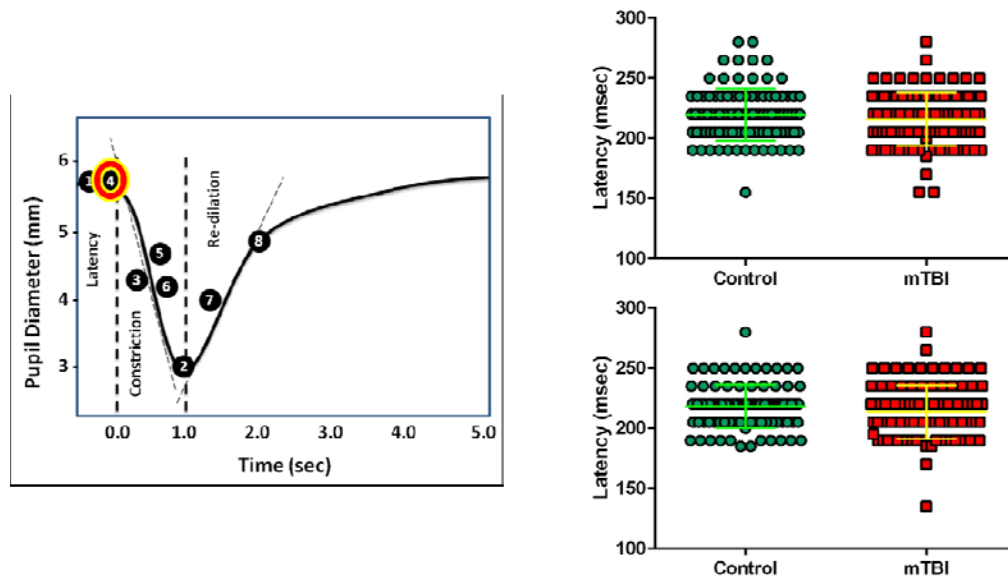 6
5
4
3
Pupil Diameter (mm)
Latency
Constriction
Re-dilation
1
4
5
3
6
2
7
8
0.0 1.0 2.0 3.0 4.0 5.0
Time (sec)
300
250
200
150
100
Latency (msec)
Control mTBI
300
250
200
150
100
Latency (msec)
Control mTBI